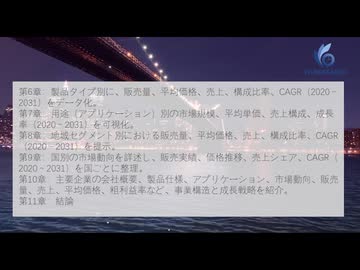 第6章　製品タイプ別に、販売量、平均価格、売上、構成比率、CAGR（2020 –
2031）をデータ化。
第7章　用途（アプリケーション）別の市場規模、平均単価、売上構成、成長
率（2020 – 2031）を可視化。
第8章　地域セグメント別における販売量、平均価格、売上、構成比率、CAGR
（2020　2031）を提示。
第9章　国別の市場動向を詳述し、販売実績、価格推移、売上シェア、CAGR（
2020 – 2031）を国ごとに整理。
第10章　主要企業の会社概要、製品仕様、アプリケーション、市場動向、販売
量、売上、平均価格、粗利益率など、事業構造と成長戦略を紹介。
第11章　結論